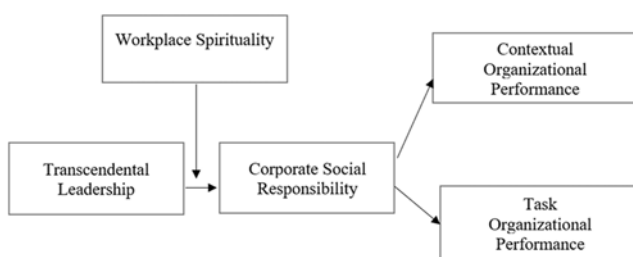 Workplace Spirituality
Contextual
Organizational
Performance
Transcendental
Leadership
Corporate Social
Responsibility
Task
Organizational
Performance